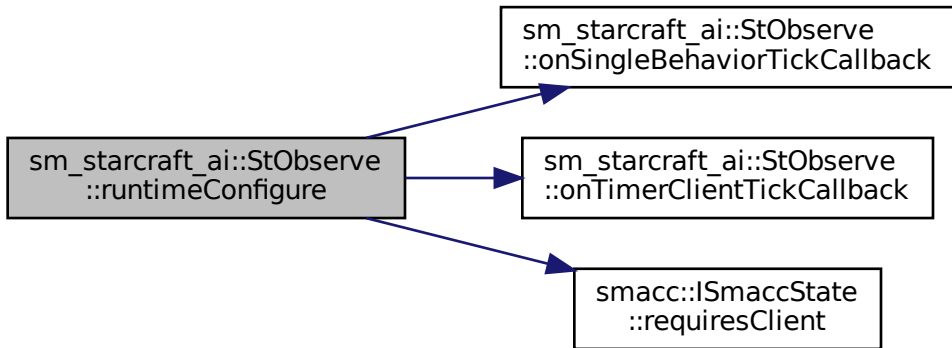 sm_starcraft_ai::StObserve
::runtimeConfigure
sm_starcraft_ai::StObserve
::onSingleBehaviorTickCallback
sm_starcraft_ai::StObserve
::onTimerClientTickCallback
smacc::ISmaccState
::requiresClient